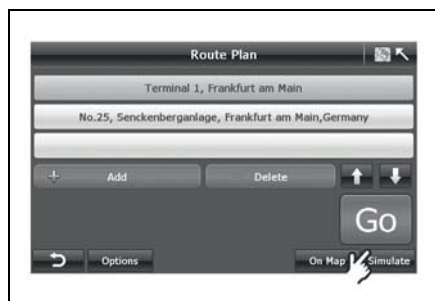 Route Plan
Terminal 1, Frankfurt am Main
No.25, Senckenberganlage, Frankfurt am Main,Germany
Add
Delete
Go
Options
On Map
Simulate